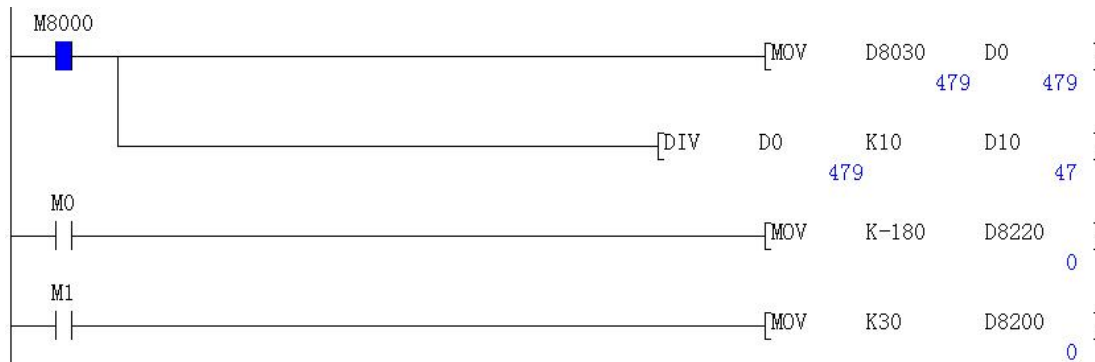 M8000
[MOV D8030 D0 ]
479 479
[DIV D0 K10 D10 ]
479 47
M0
[MOV K-180 D8220 ]
0
M1
[MOV K30 D8200 ]
0